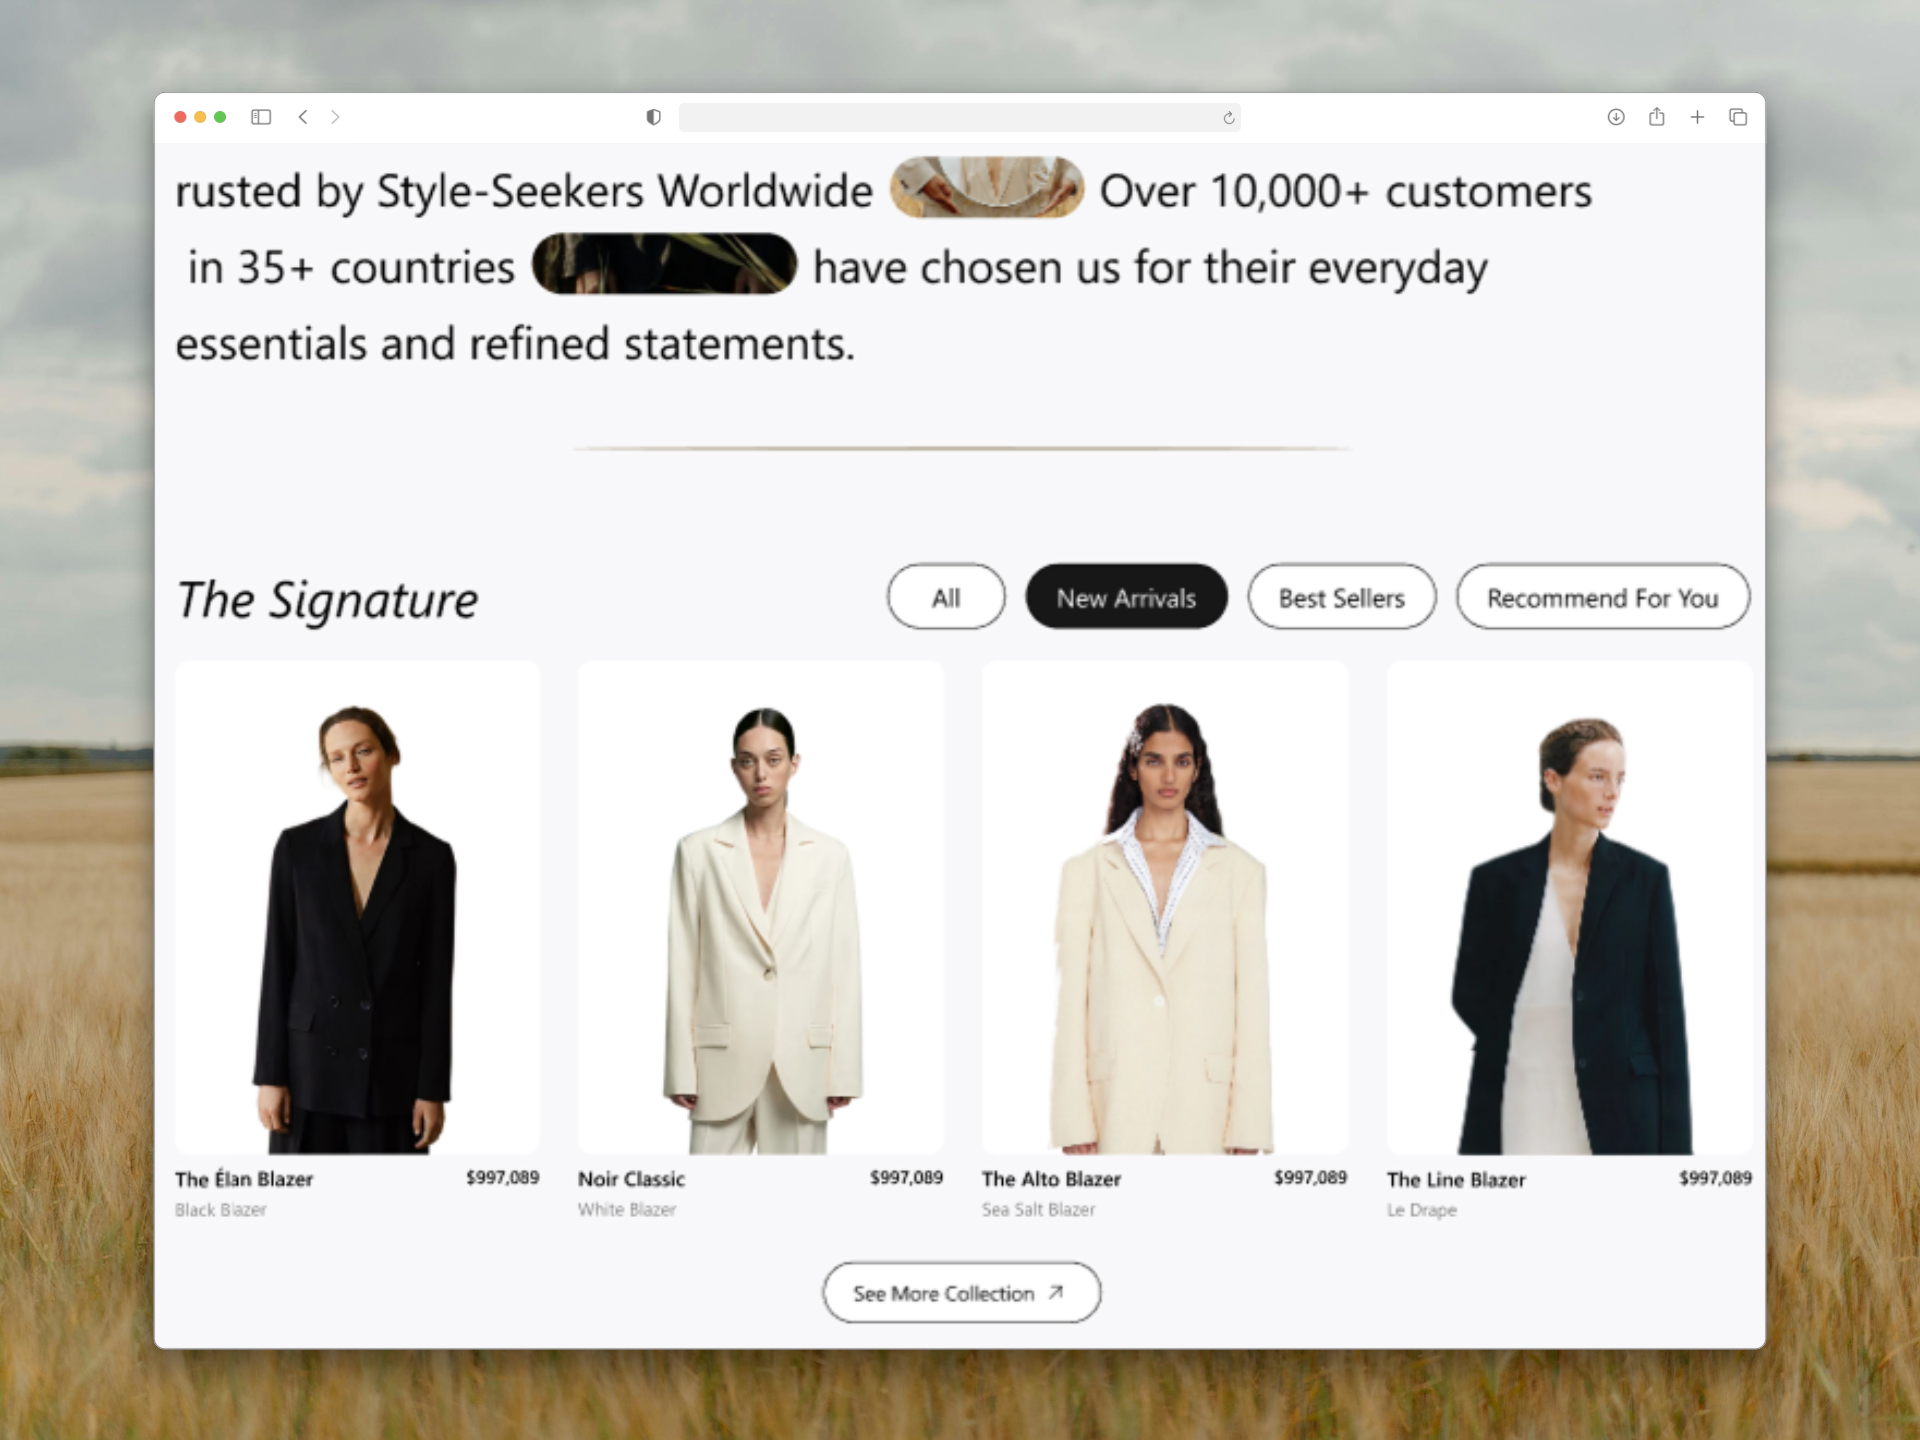 rusted by Style-Seekers Worldwide Over 10,000+ customers
in 35+ countries have chosen us for their everyday
essentials and refined statements.
The Signature
All
New Arrivals
Best Sellers
Recommend For You
The Élan Blazer
$997,089
Black Blazer
Noir Classic
$997,089
White Blazer
The Alto Blazer
$997,089
Sea Salt Blazer
The Line Blazer
$997,089
Le Drape
See More Collection